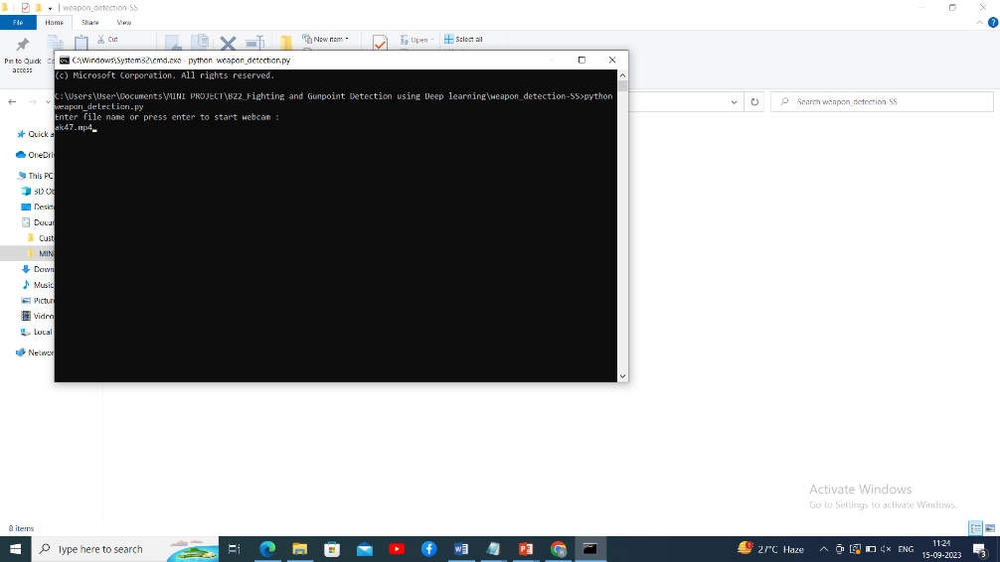 weapon_detection-SS
File
Home
Share
View
Pin to Quick
access
Cut
New item
Open
Select all
C:\Windows\System32\cmd.exe - python weapon_detection.py
(c) Microsoft Corporation. All rights reserved.
C:\Users\User\Documents\MINI PROJECT\B22_Fighting and Gunpoint Detection using Deep learning\weapon_detection-SS>python
weapon_detection.py
Enter file name or press enter to start webcam :
ak47.mp4
Search weapon_detection-SS
Quick a
OneDri
This PC
3D Ob
Deskt
Docum
Cust
MIN
Down
Music
Picture
Video
Local
Networ
Activate Windows
Go to Settings to activate Windows.
8 items
Type here to search
27°C Haze
ENG
11:24
15-09-2023
3